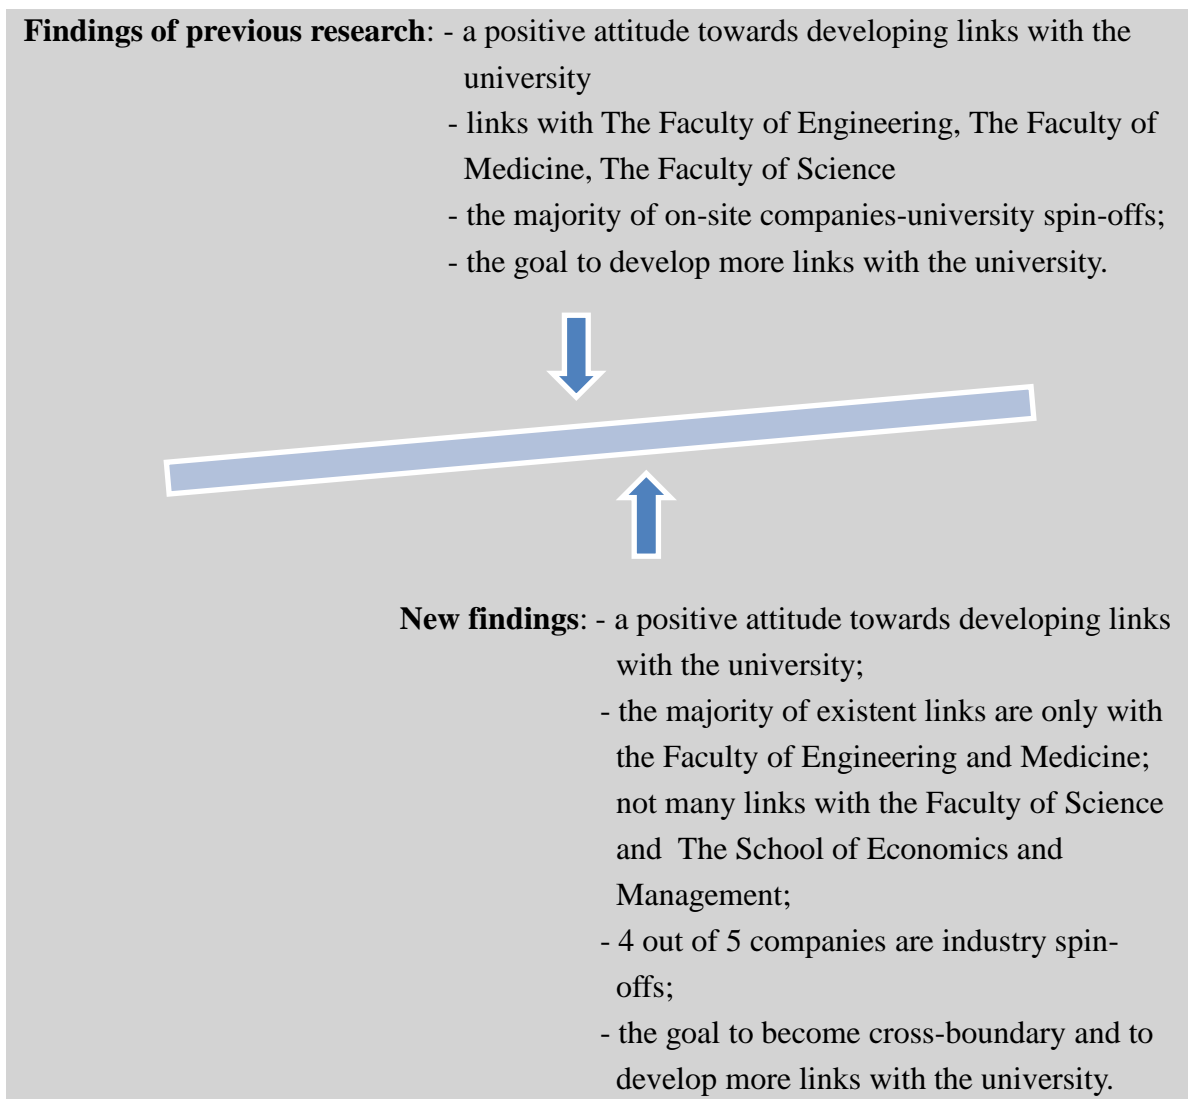 Findings of previous research: - a positive attitude towards developing links with the
university
- links with The Faculty of Engineering, The Faculty of
Medicine, The Faculty of Science
- the majority of on-site companies-university spin-offs;
- the goal to develop more links with the university.
New findings: - a positive attitude towards developing links
with the university;
- the majority of existent links are only with
the Faculty of Engineering and Medicine;
not many links with the Faculty of Science
and The School of Economics and
Management;
- 4 out of 5 companies are industry spin-
offs;
- the goal to become cross-boundary and to
develop more links with the university.